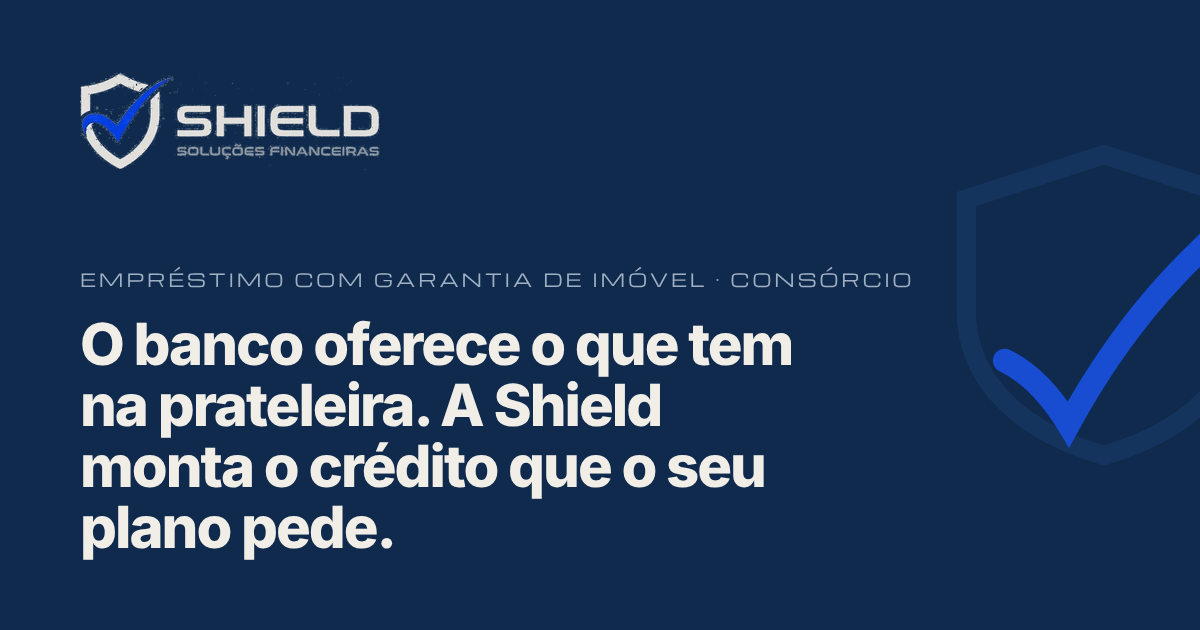 SHIELD
SOLUÇÕES FINANCEIRAS
EMPRÉSTIMO COM GARANTIA DE IMÓVEL · CONSÓRCIO
O banco oferece o que tem
na prateleira. A Shield
monta o crédito que o seu
plano pede.